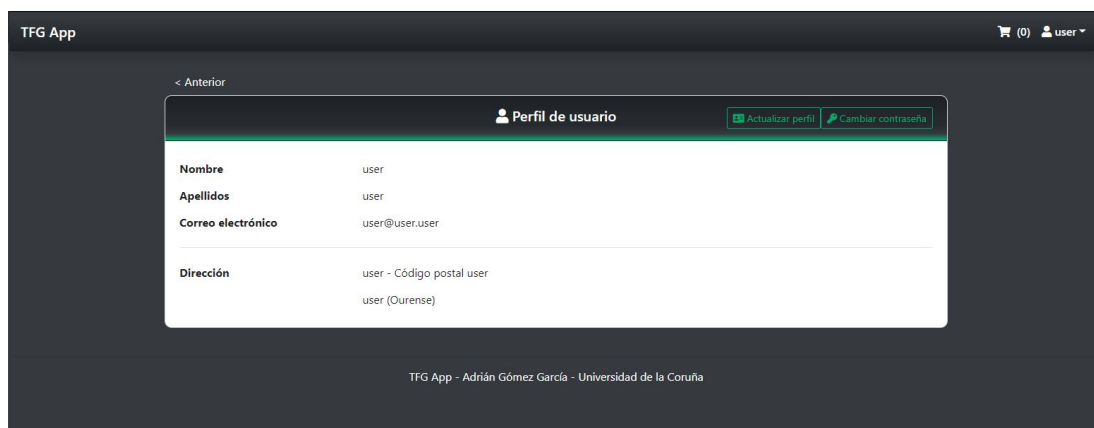 TFG App (0) user
< Anterior
Perfil de usuario Actualizar perfil Cambiar contraseña
Nombre user
Apellidos user
Correo electrónico user@user.user
Dirección user - Código postal user
user (Ourense)
TFG App - Adrián Gómez García - Universidad de la Coruña